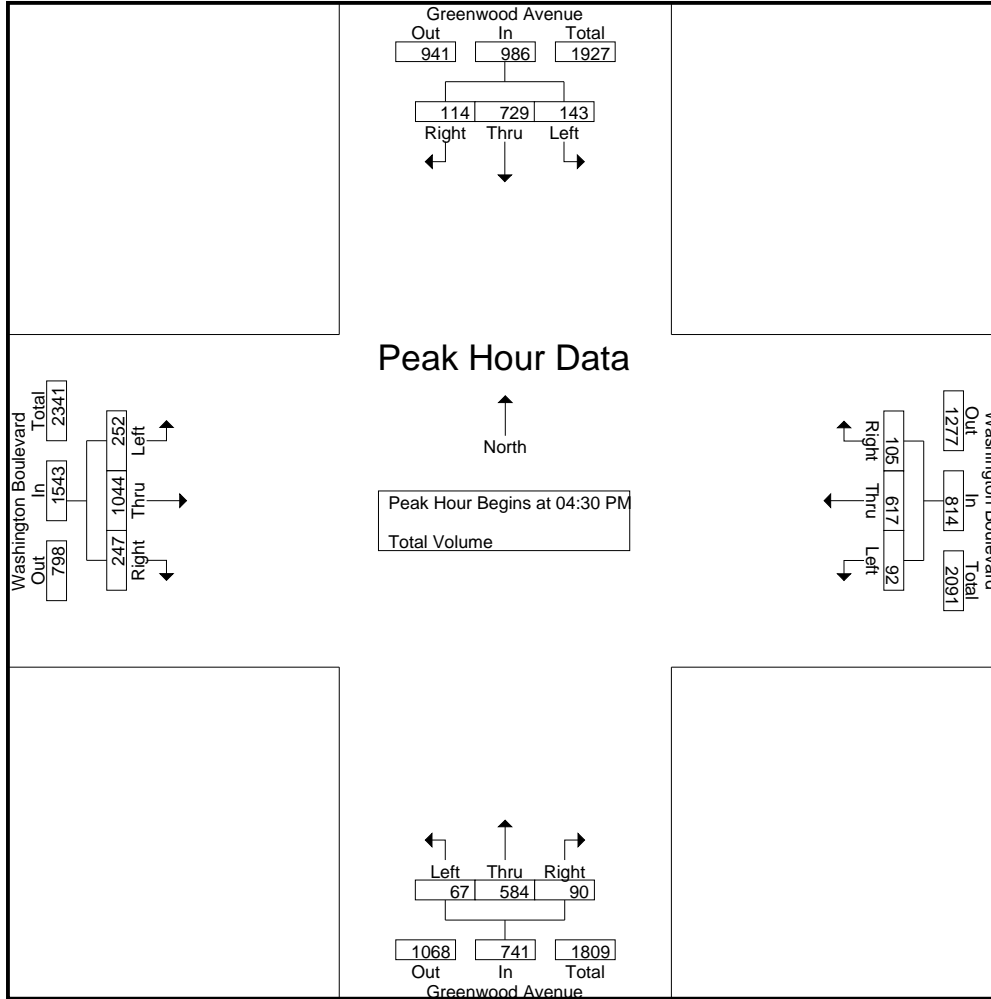 Greenwood Avenue
Out In Total
941 986 1927
114 729 143
Right Thru Left
Peak Hour Data
North
Peak Hour Begins at 04:30 PM
Total Volume
Washington Boulevard
Out In Total
798 1543 2341
Right Thru Left
247 1044 252
Washington Boulevard
Out In Total
1277 814 2091
Right Thru Left
105 617 92
Left Thru Right
67 584 90
1068 741 1809
Out In Total
Greenwood Avenue